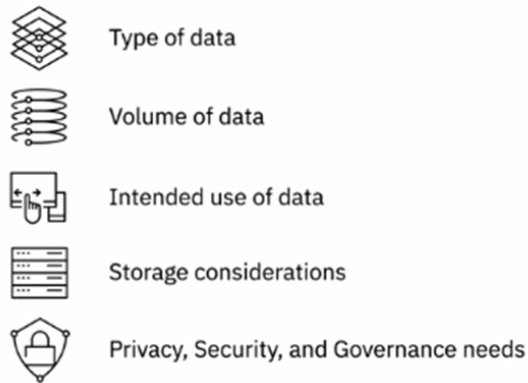 Type of data
Volume of data
Intended use of data
Storage considerations
Privacy, Security, and Governance needs